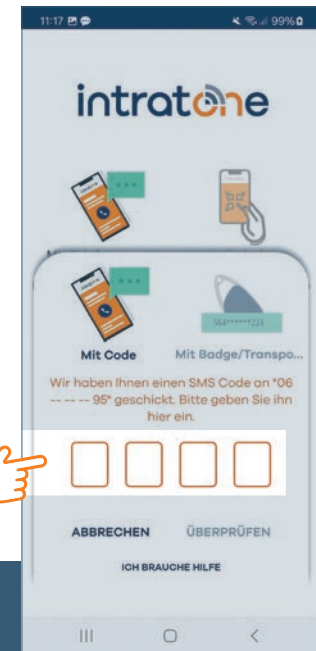 11:17
99%
intratone
564******224
Mit Code
Mit Badge/Transpo...
Wir haben Ihnen einen SMS Code an "06
-- -- -- 95" geschickt. Bitte geben Sie ihn
hier ein.
ABBRECHEN
ÜBERPRÜFEN
ICH BRAUCHE HILFE